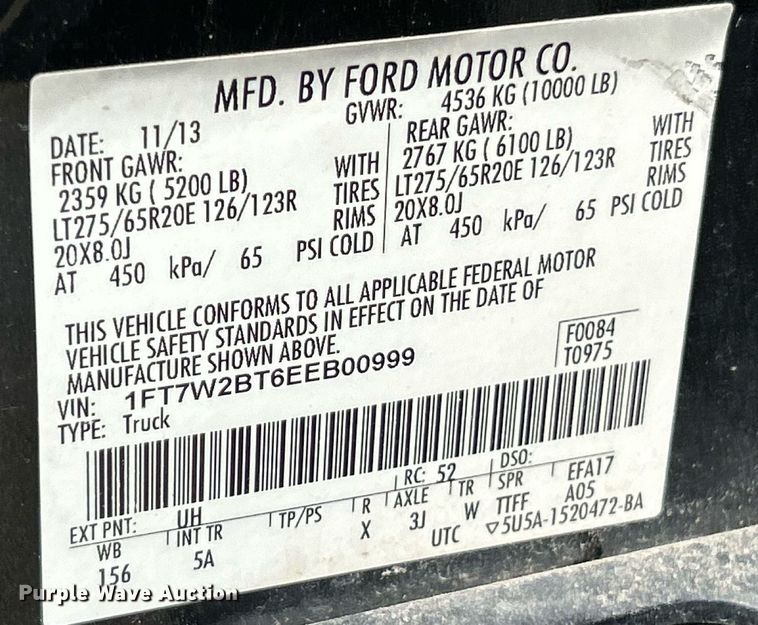 MFD. BY FORD MOTOR CO.
DATE: 11/13 GVWR: 4536 KG (10000 LB)
FRONT GAWR: REAR GAWR:
2359 KG ( 5200 LB) WITH 2767 KG ( 6100 LB) WITH
LT275/65R20E 126/123R TIRES LT275/65R20E 126/123R TIRES
20X8.0J RIMS 20X8.0J RIMS
AT 450 kPa/ 65 PSI COLD AT 450 kPa/ 65 PSI COLD
THIS VEHICLE CONFORMS TO ALL APPLICABLE FEDERAL MOTOR
VEHICLE SAFETY STANDARDS IN EFFECT ON THE DATE OF
MANUFACTURE SHOWN ABOVE.
F0084
T0975
VIN: 1FT7W2BT6EEB00999
TYPE: Truck
EXT PNT: UH RC: 52 DSO:
WB INT TR TP/PS R AXLE TR SPR EFA17
156 5A X 3J W TTFF A05
UTC ▽5U5A-1520472-BA
Purple Wave Auction